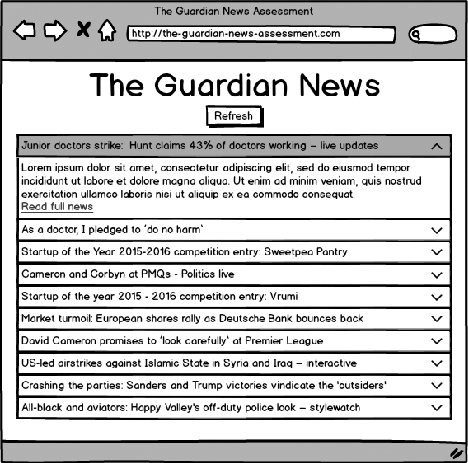 The Guardian News Assessment
http://the-guardian-news-assessment.com
The Guardian News
Refresh
Junior doctors strike: Hunt claims 43% of doctors working – live updates
Lorem ipsum dolor sit amet, consectetur adipiscing elit, sed do eiusmod tempor
incididunt ut labore et dolore magna aliqua. Ut enim ad minim veniam, quis nostrud
exercitation ullamco laboris nisi ut aliquip ex ea commodo consequat.
Read full news
As a doctor, I pledged to 'do no harm'
Startup of the Year 2015-2016 competition entry: Sweetpea Pantry
Cameron and Corbyn at PMQs - Politics live
Startup of the year 2015 - 2016 competition entry: Vrumi
Market turmoil: European shares rally as Deutsche Bank bounces back
David Cameron promises to 'look carefully' at Premier League
US-led airstrikes against Islamic State in Syria and Iraq – interactive
Crashing the parties: Sanders and Trump victories vindicate the 'outsiders'
All-black and aviators: Happy Valley's off-duty police look – stylewatch